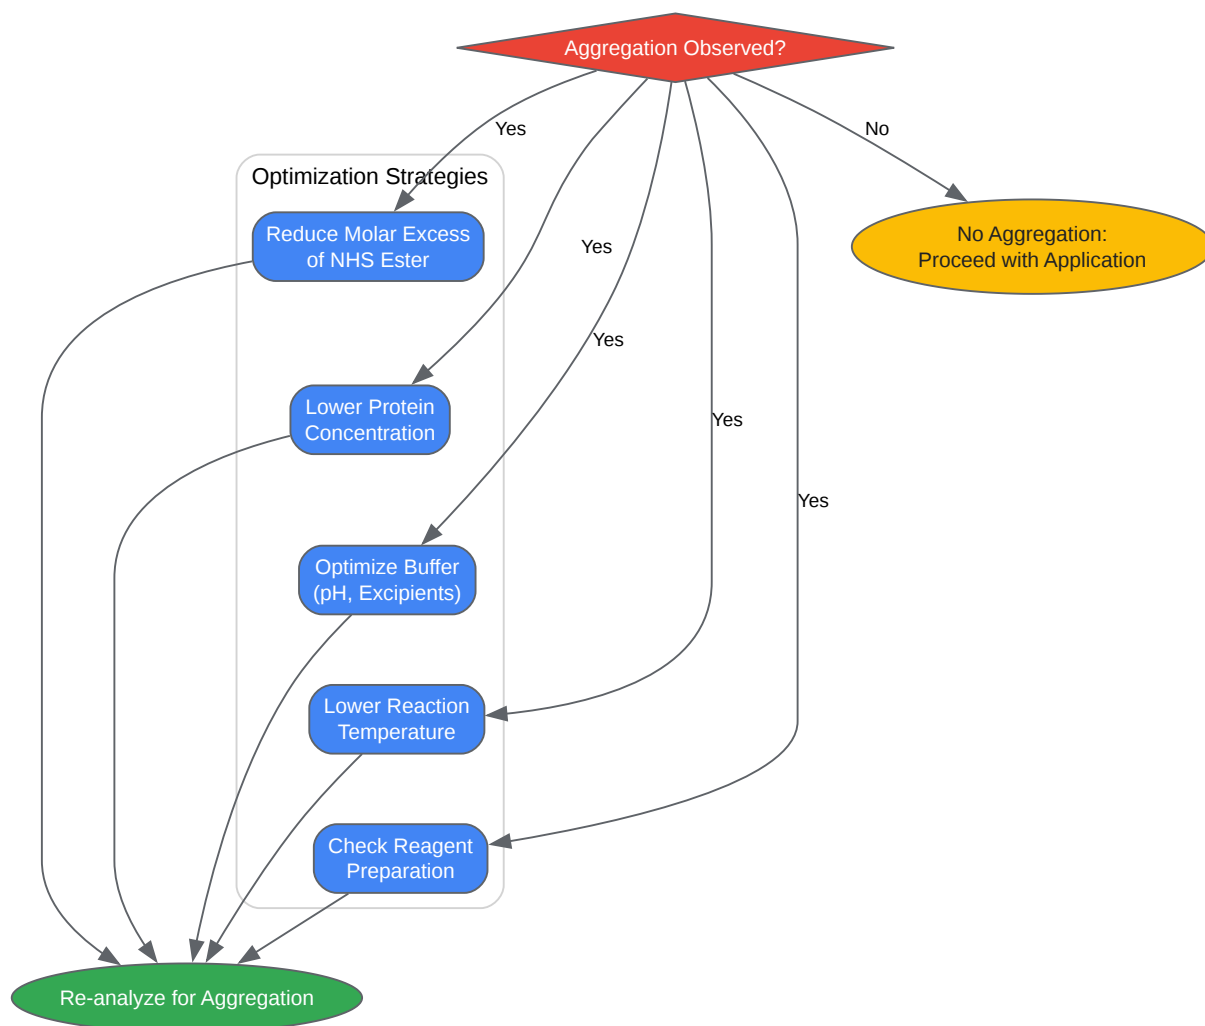 Aggregation Observed?
Yes
No
Optimization Strategies
Reduce Molar Excess
of NHS Ester
No Aggregation:
Proceed with Application
Yes
Yes
Lower Protein
Concentration
Yes
Yes
Optimize Buffer
(pH, Excipients)
Lower Reaction
Temperature
Check Reagent
Preparation
Re-analyze for Aggregation